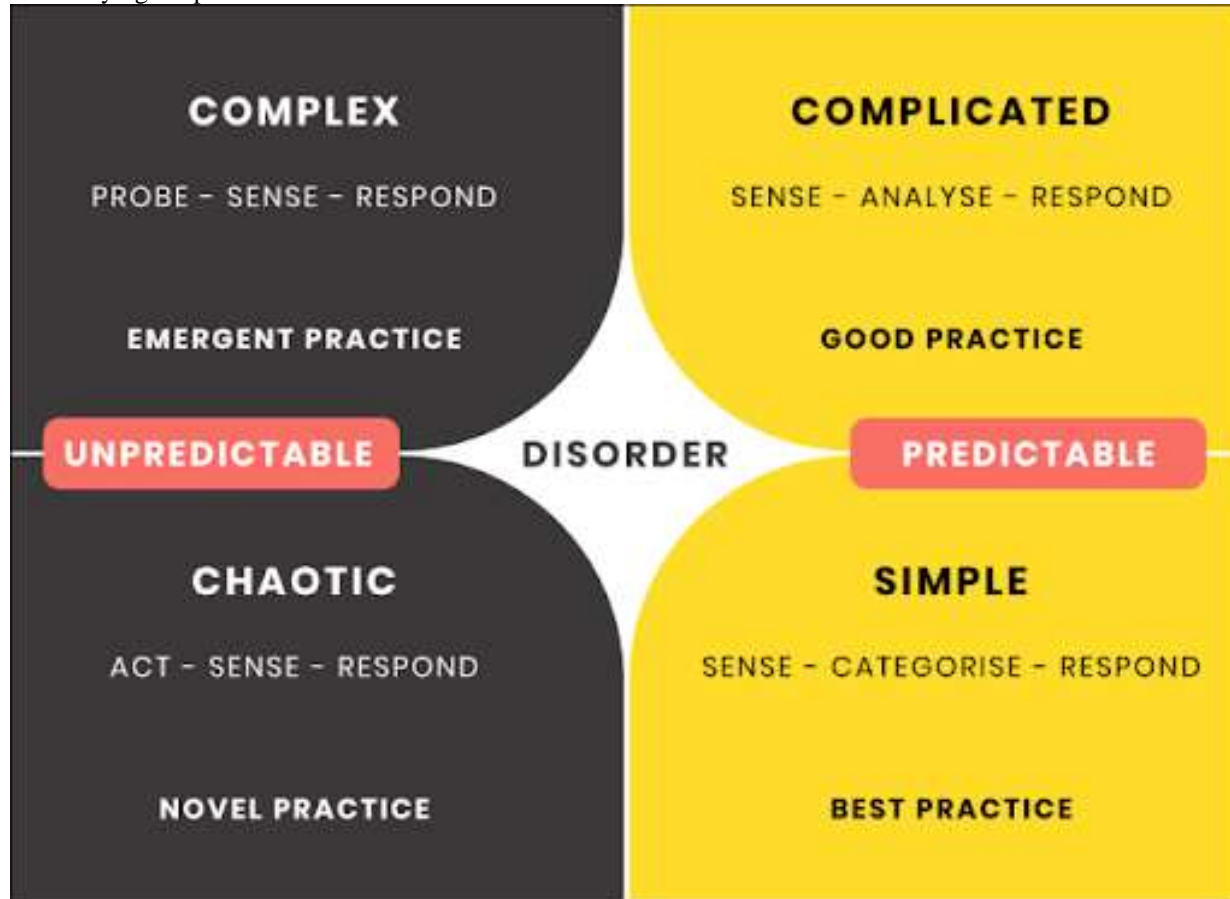 COMPLEX
PROBE - SENSE - RESPOND
EMERGENT PRACTICE
COMPLICATED
SENSE - ANALYSE - RESPOND
GOOD PRACTICE
UNPREDICTABLE
DISORDER
PREDICTABLE
CHAOTIC
ACT - SENSE - RESPOND
NOVEL PRACTICE
SIMPLE
SENSE - CATEGORISE - RESPOND
BEST PRACTICE